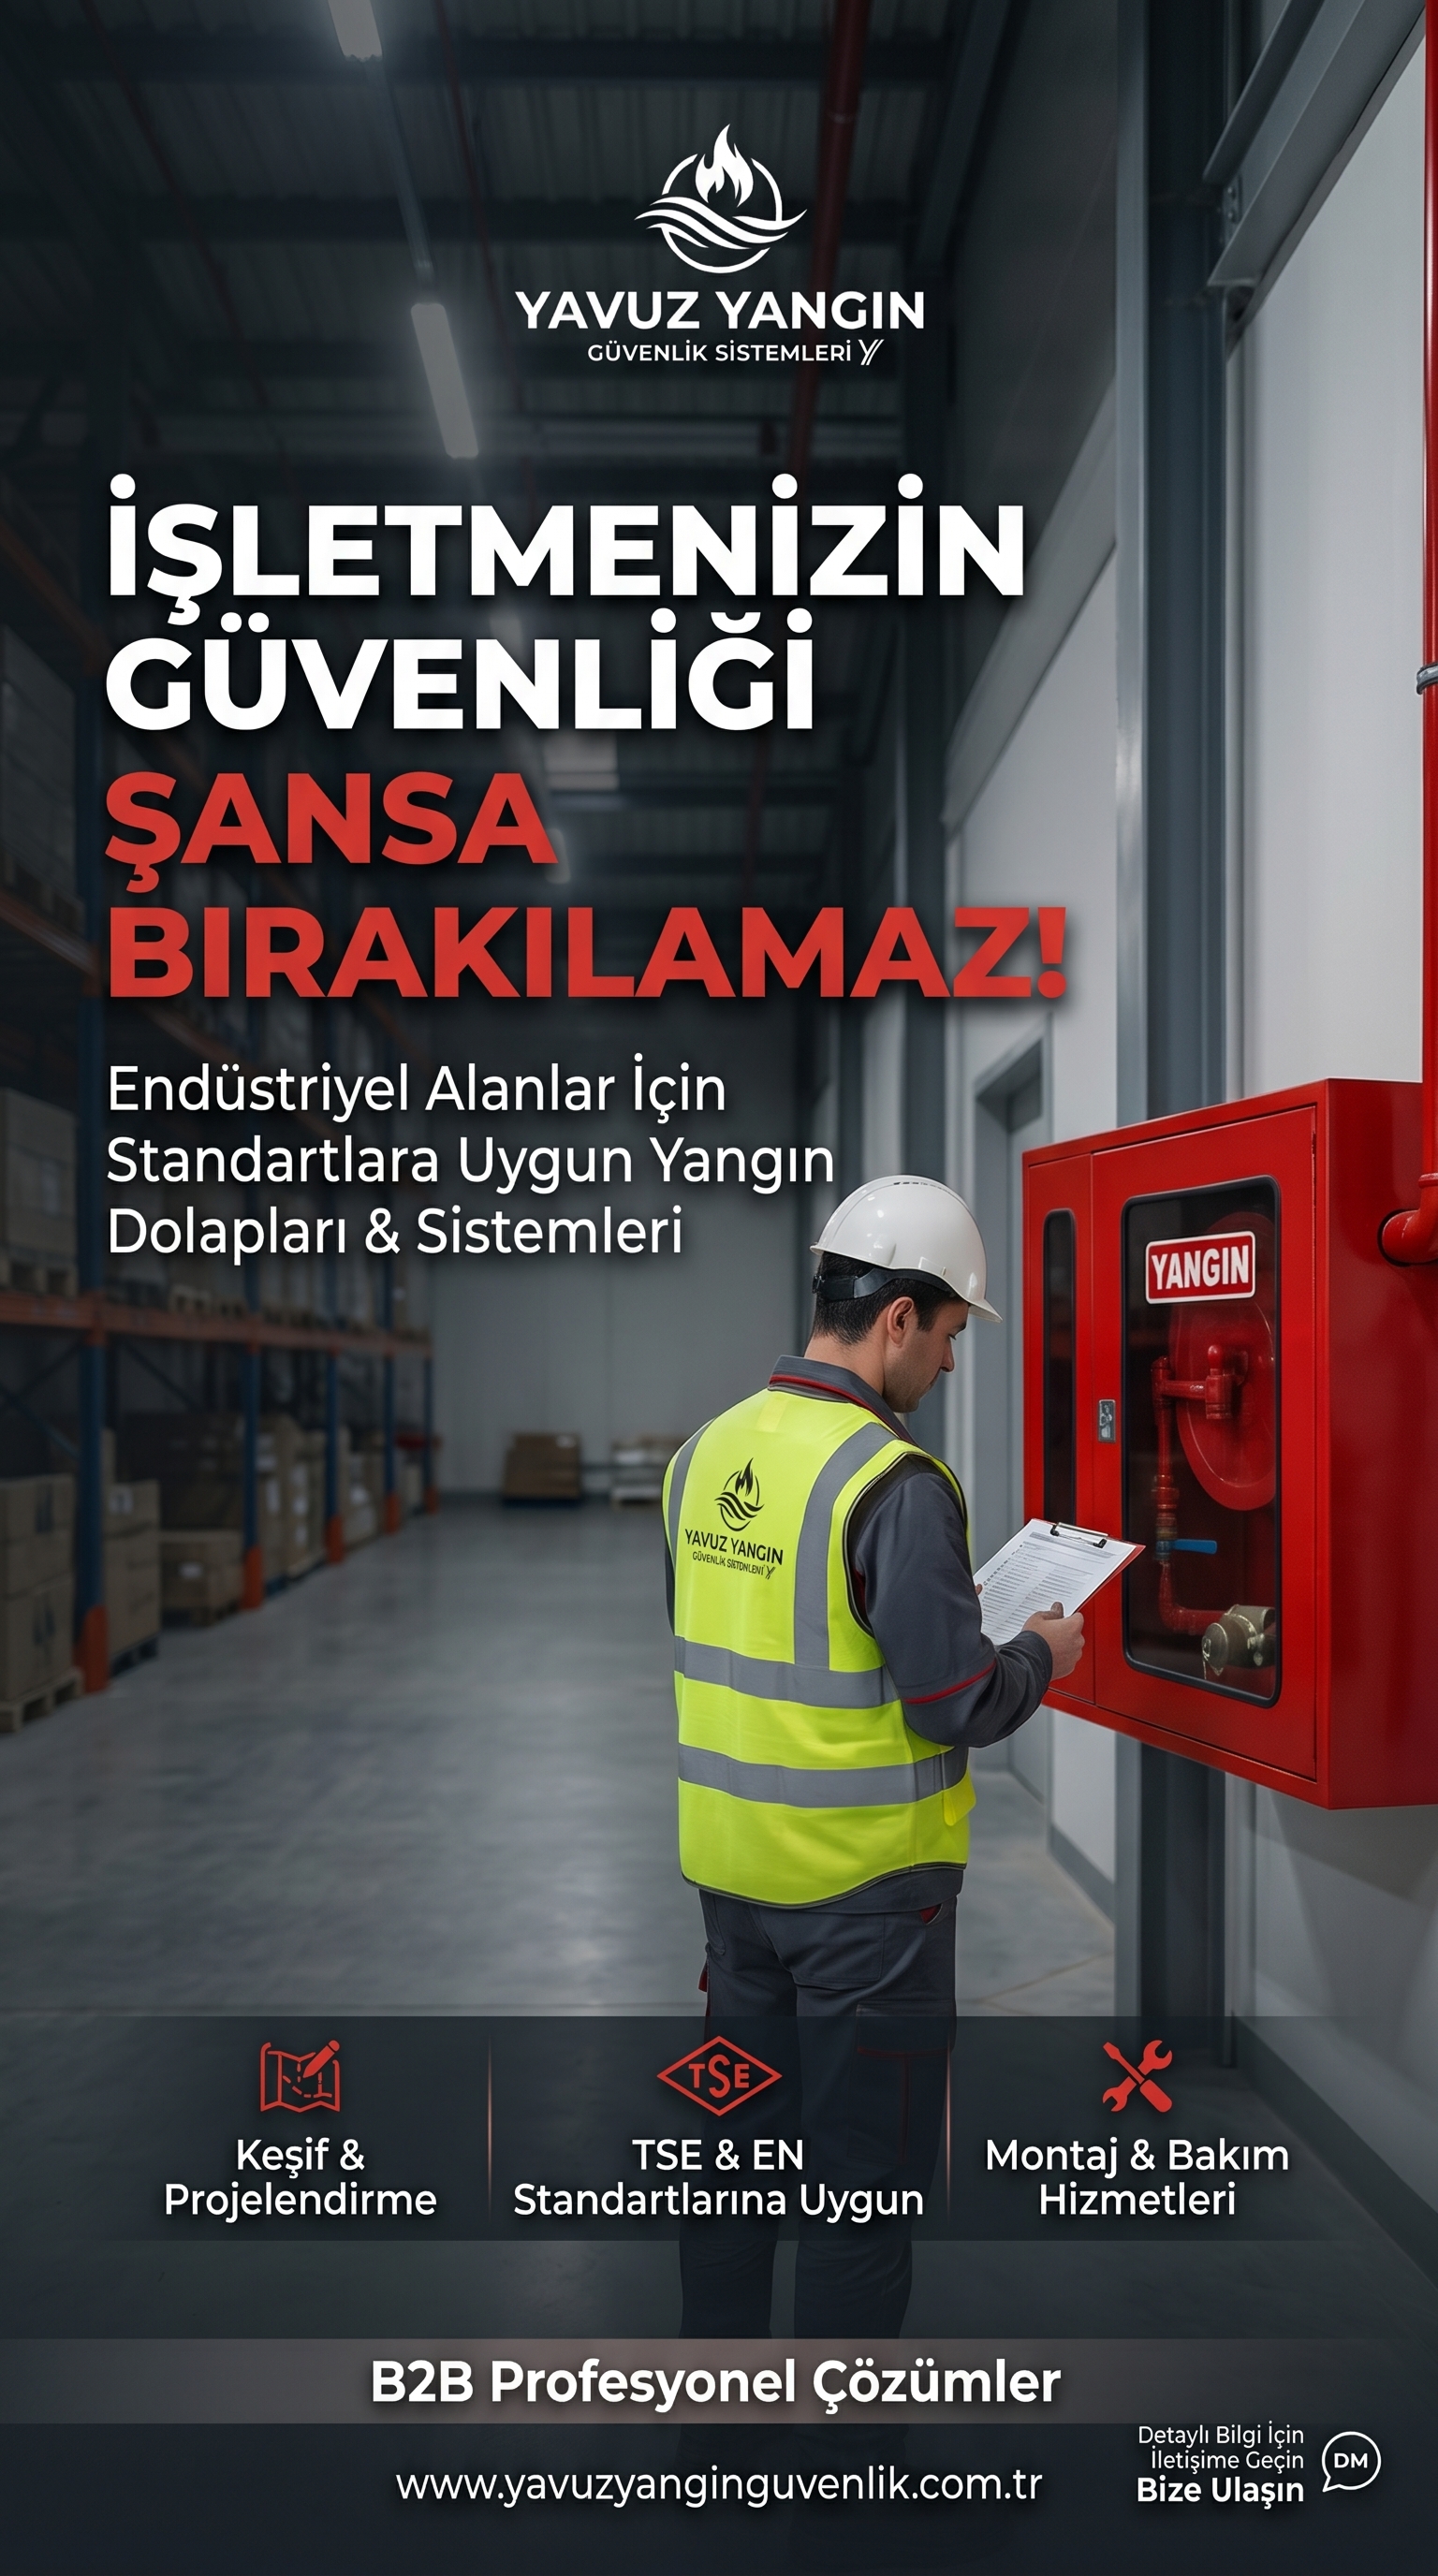 YAVUZ YANGIN
GÜVENLİK SİSTEMLERİ
İŞLETMENİZİN
GÜVENLİĞİ
ŞANSA
BIRAKILAMAZ!
Endüstriyel Alanlar İçin
Standartlara Uygun Yangın
Dolapları & Sistemleri
YANGIN
YAVUZ YANGIN
GÜVENLİK
TSE
Keşif &
Projelendirme
TSE & EN
Standartlarına Uygun
Montaj & Bakım
Hizmetleri
B2B Profesyonel Çözümler
www.yavuzyanginguvenlik.com.tr
Detaylı Bilgi İçin
İletişime Geçin
Bize Ulaşın
DM